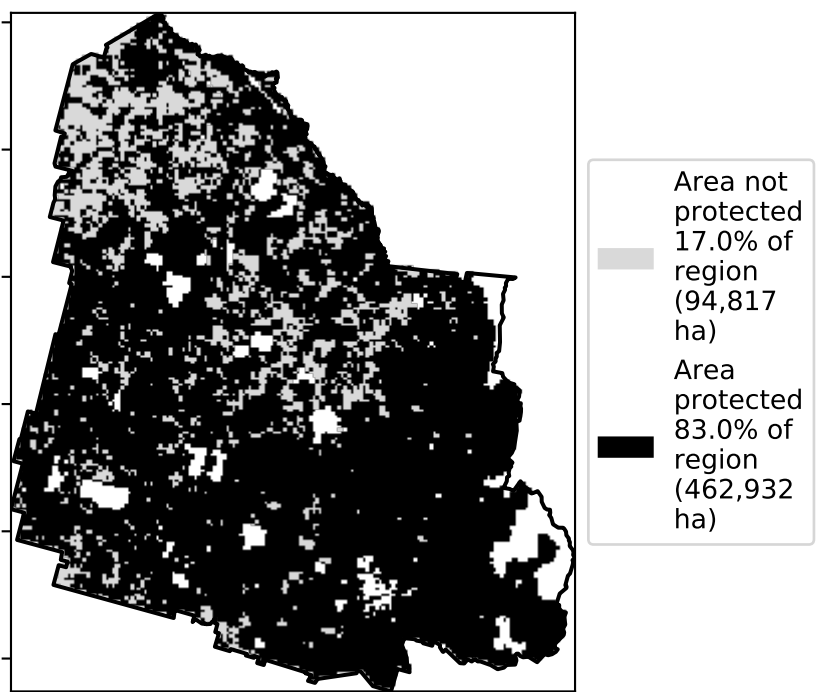 Area not
protected
17.0% of
region
(94,817
ha)
Area
protected
83.0% of
region
(462,932
ha)